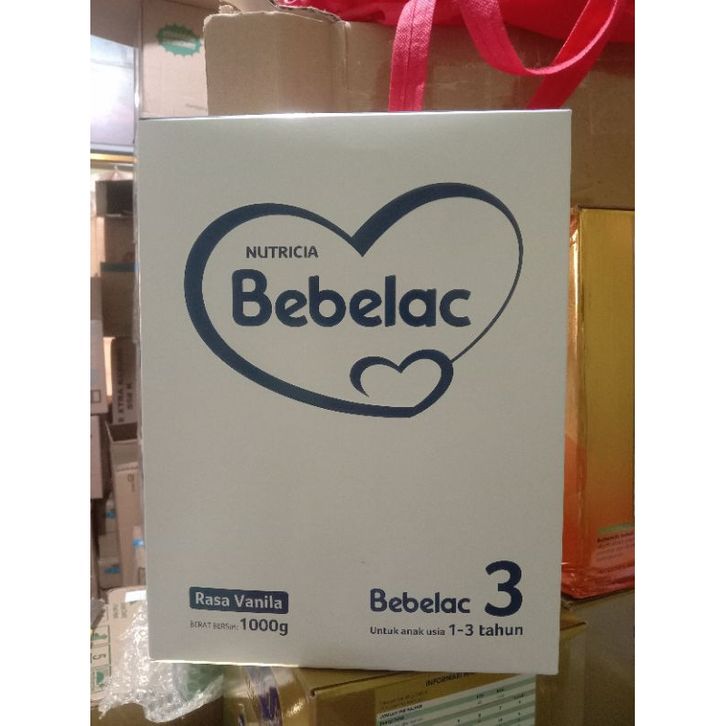 NUTRICIA
Bebelac
Rasa Vanila
BERAT BERSIH: 1000g
Bebelac 3
Untuk anak usia 1-3 tahun